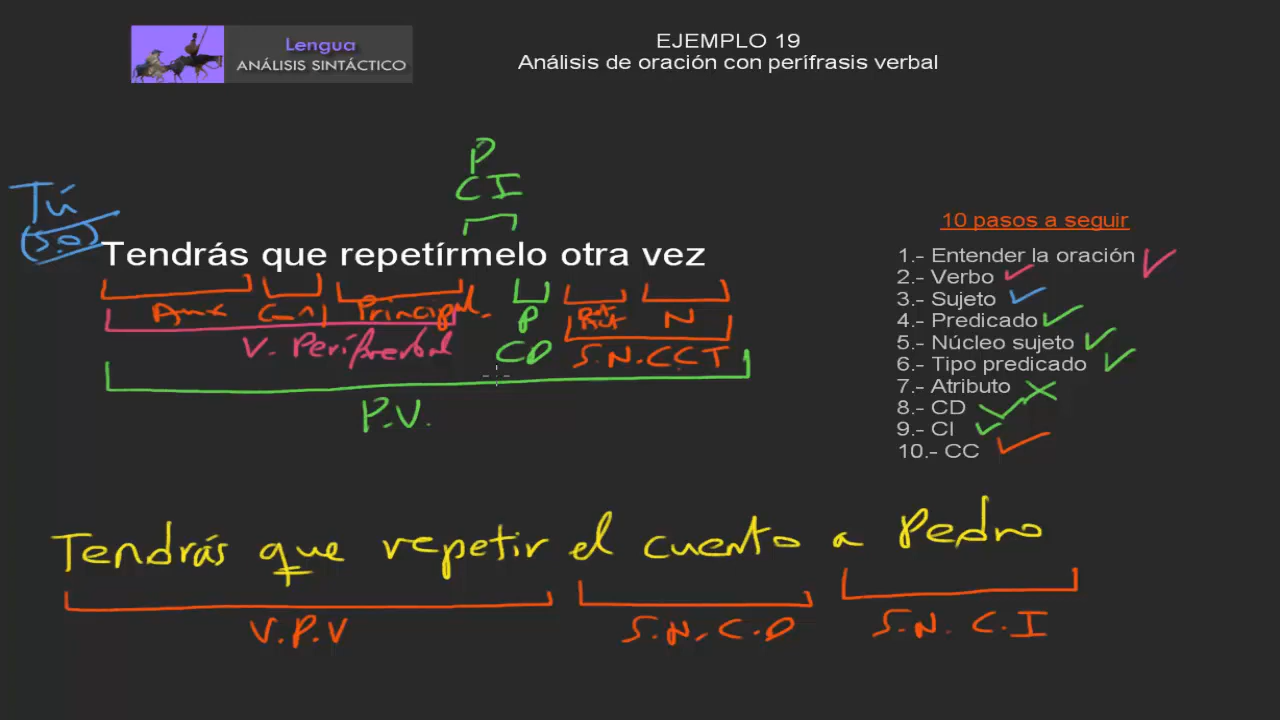 Lengua
ANÁLISIS SINTÁCTICO
EJEMPLO 19
Análisis de oración con perífrasis verbal
P
CI
Tú
(S.O)
Tendrás que repetírmelo otra vez
Aux Principal. P N
V. Perif. verbal CD S.N.CCT
P.V.
10 pasos a seguir
1.- Entender la oración
2.- Verbo
3.- Sujeto
4.- Predicado
5.- Núcleo sujeto
6.- Tipo predicado
7.- Atributo
8.- CD
9.- CI
10.- CC
Tendrás que repetir el cuento a Pedro
V.P.V S.N.C.D S.N. C.I